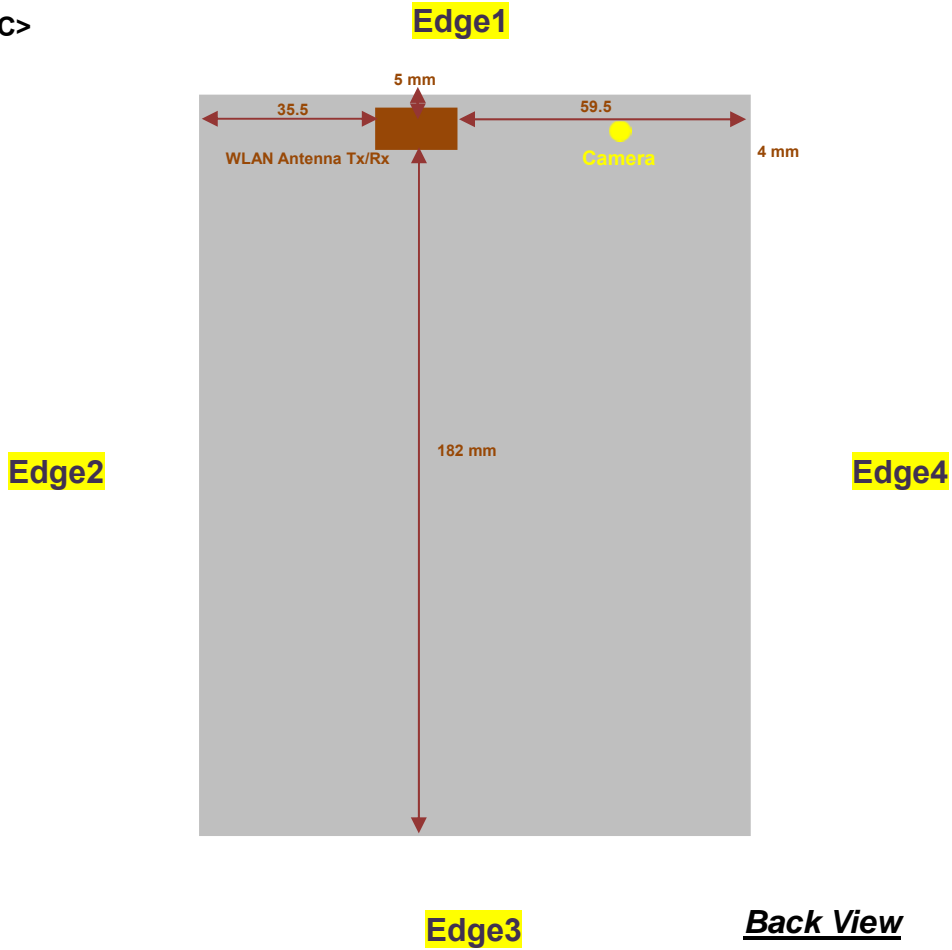 C>
Edge1
5 mm
35.5
59.5
WLAN Antenna Tx/Rx
Camera
4 mm
182 mm
Edge2
Edge4
Edge3
Back View